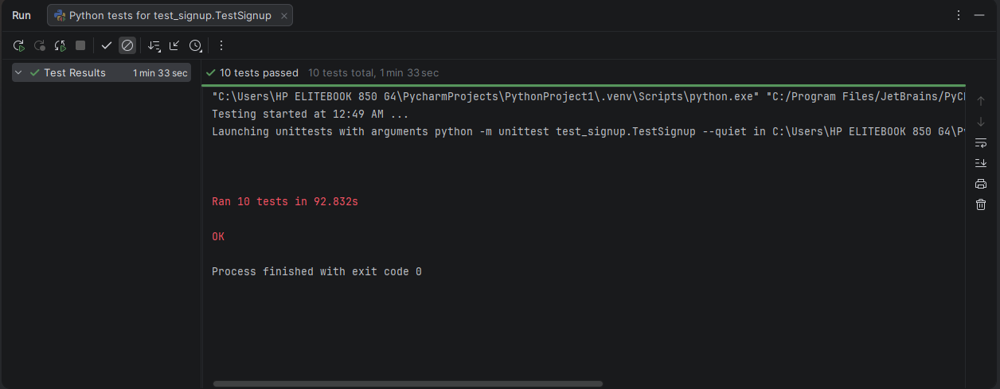 Run Python tests for test_signup.TestSignup
Test Results 1 min 33 sec
10 tests passed 10 tests total, 1 min 33 sec
"C:\Users\HP ELITEBOOK 850 G4\PycharmProjects\PythonProject1\.venv\Scripts\python.exe" "C:/Program Files/JetBrains/PyCh
Testing started at 12:49 AM ...
Launching unittests with arguments python -m unittest test_signup.TestSignup --quiet in C:\Users\HP ELITEBOOK 850 G4\Py
Ran 10 tests in 92.832s
OK
Process finished with exit code 0